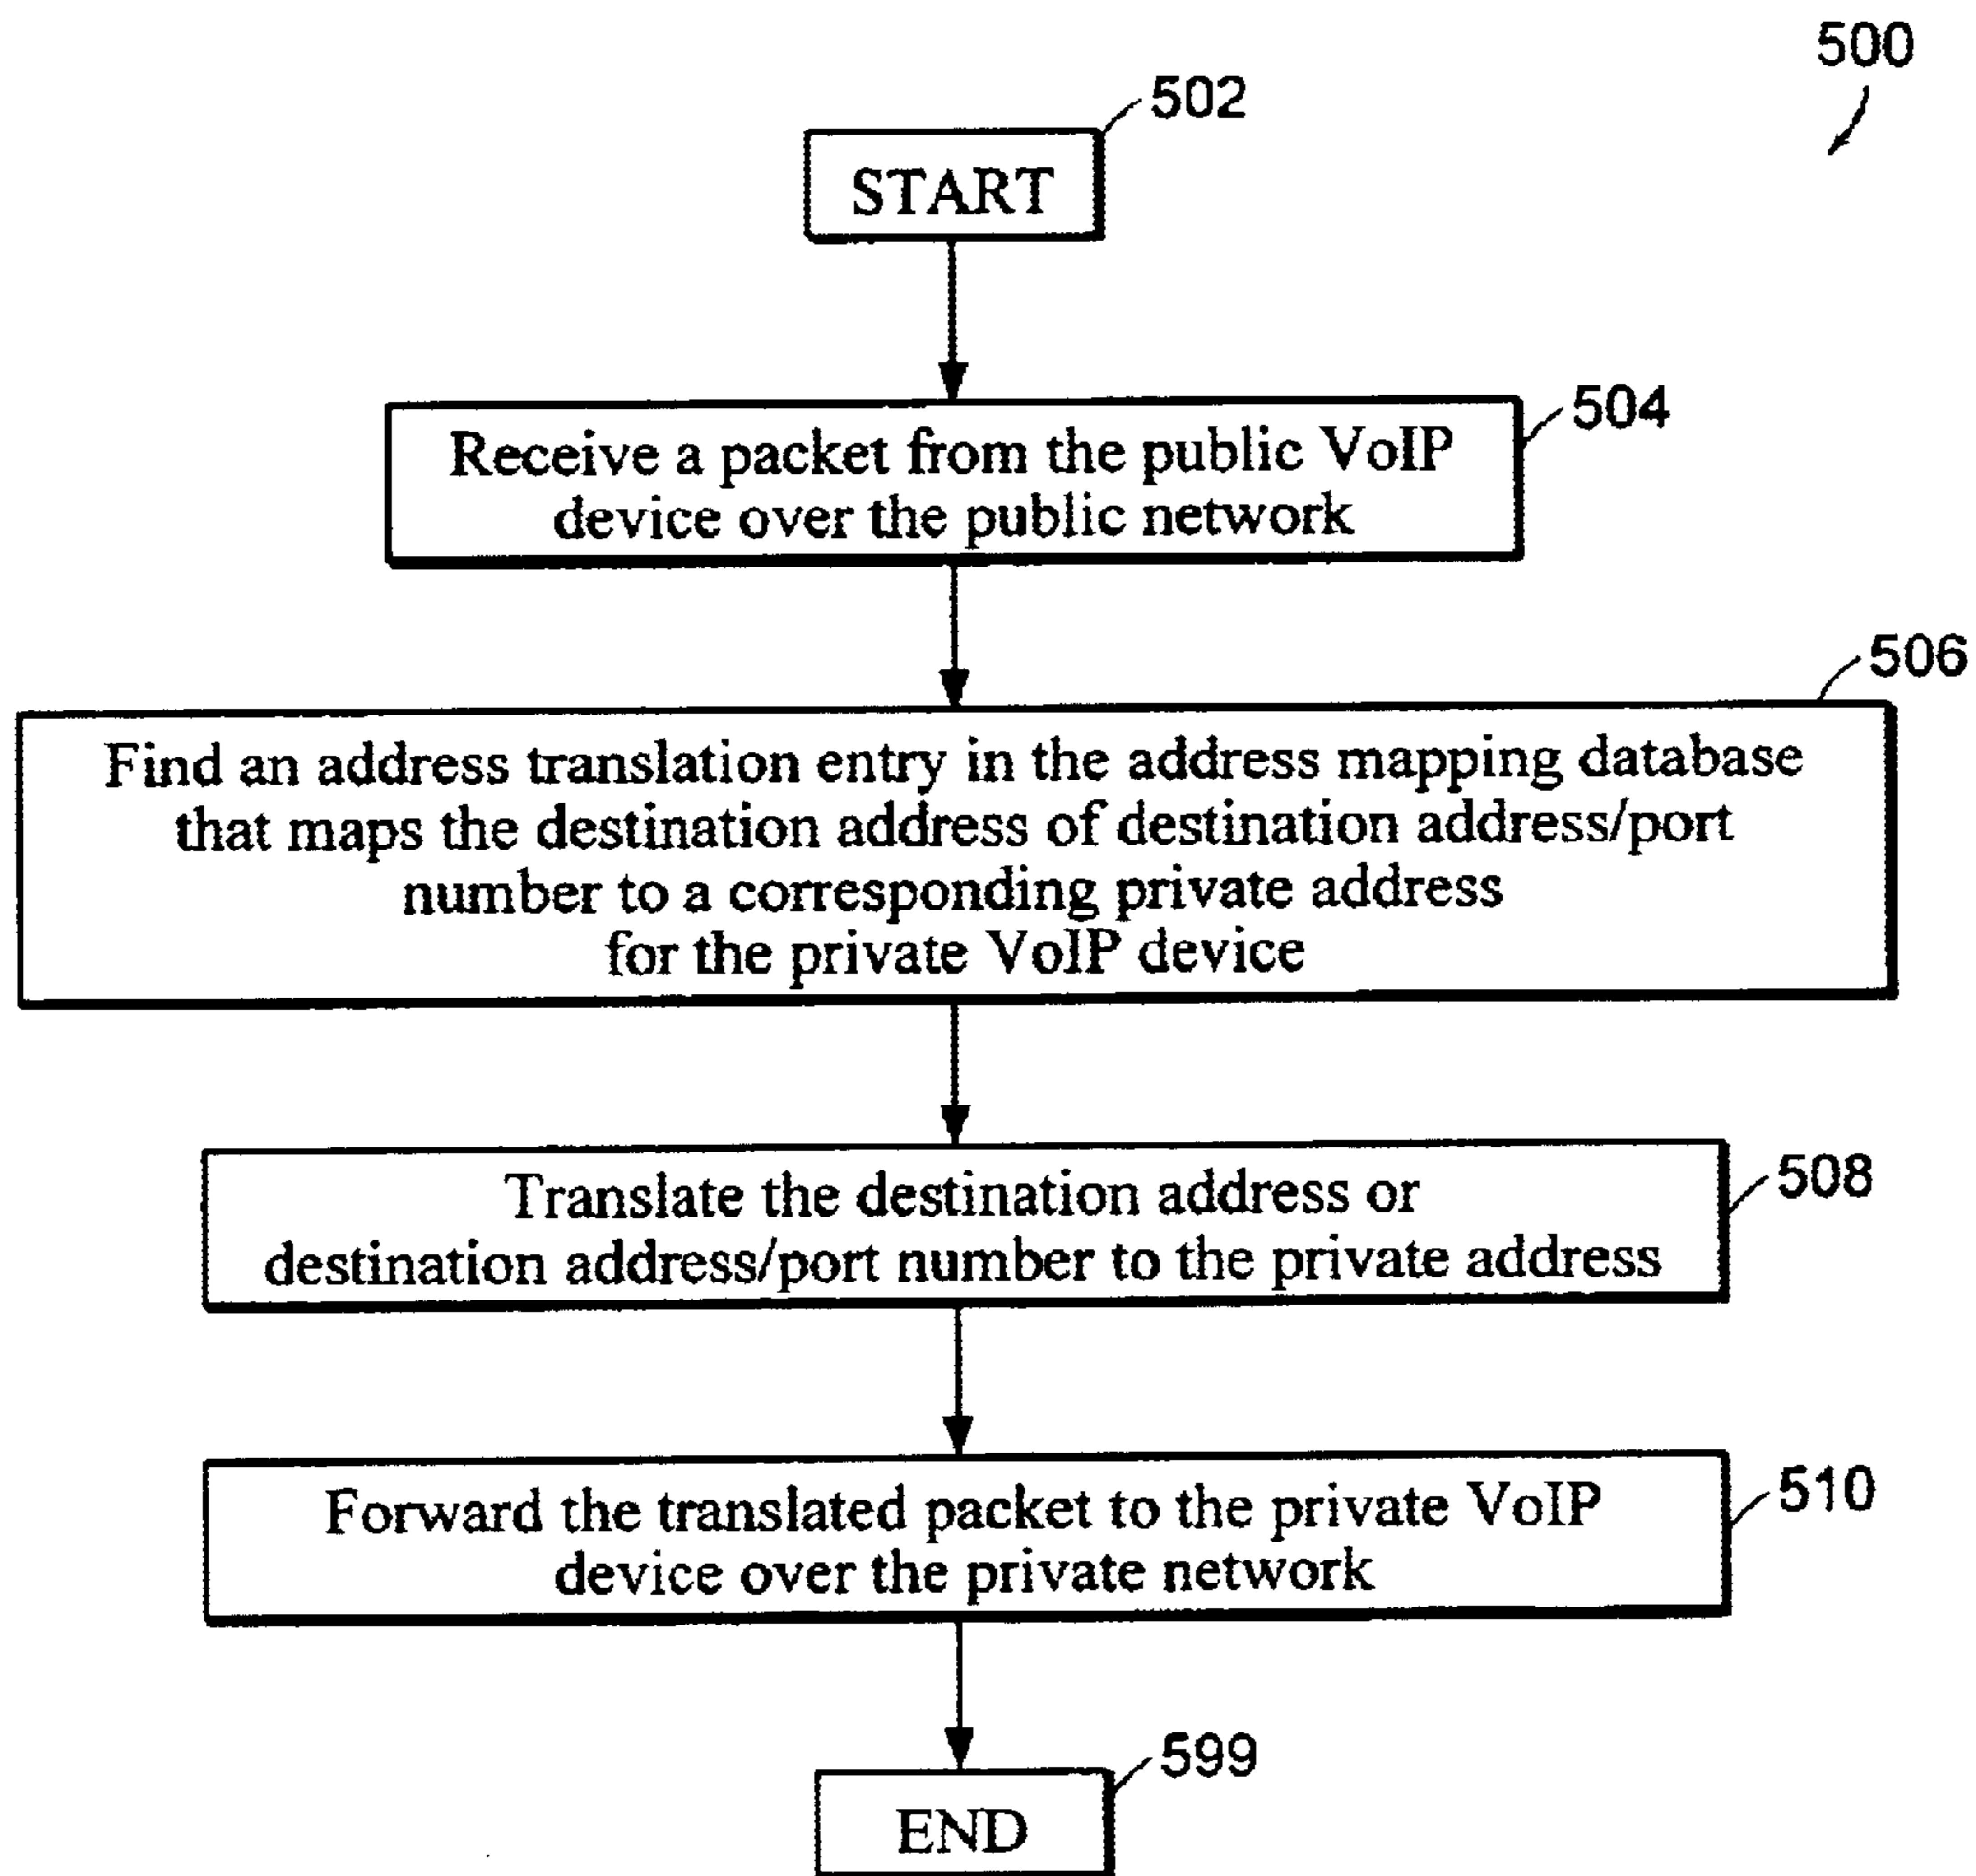 500
502
START
504
Receive a packet from the public VoIP
device over the public network
506
Find an address translation entry in the address mapping database
that maps the destination address of destination address/port
number to a corresponding private address
for the private VoIP device
508
Translate the destination address or
destination address/port number to the private address
510
Forward the translated packet to the private VoIP
device over the private network
599
END